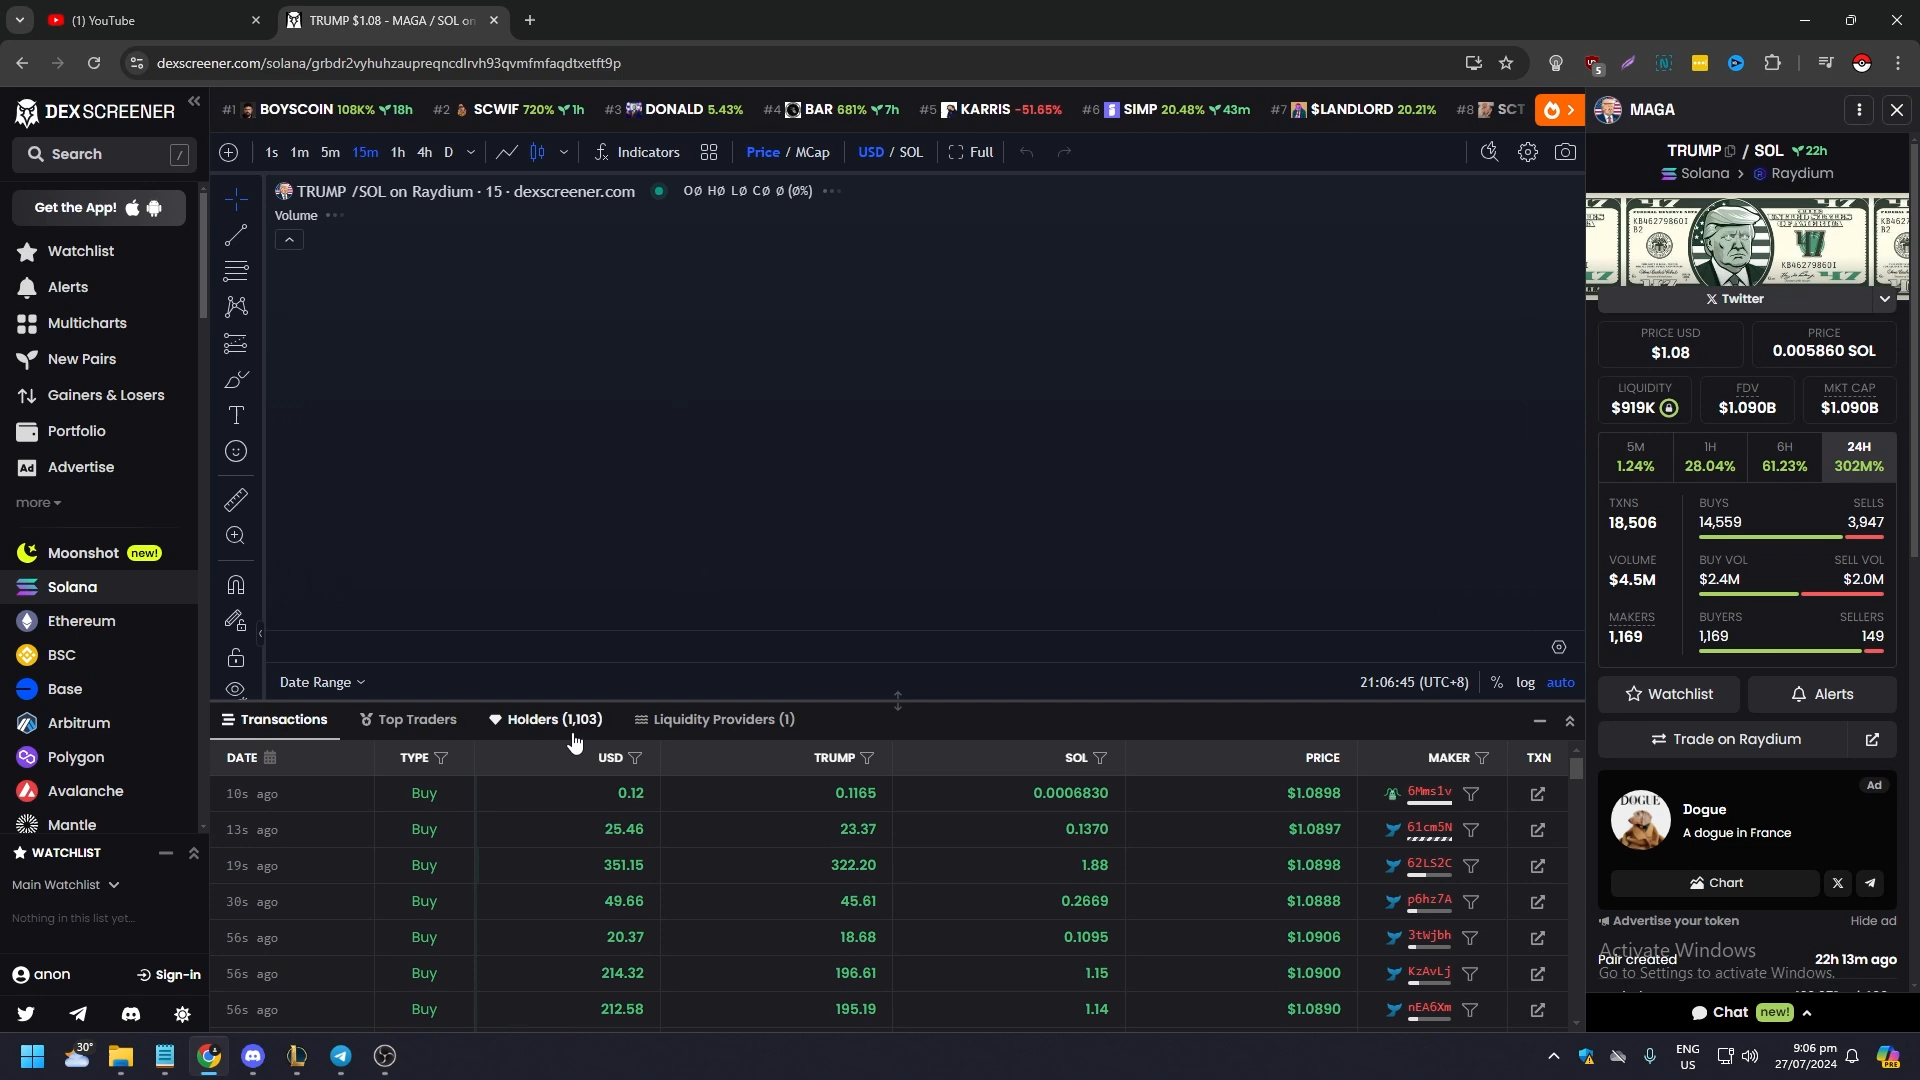 (1) YouTube
TRUMP $1.08 - MAGA / SOL on
dexscreener.com/solana/grbdr2vyhuhzaupreqncdlrvh93qvmfmfaqdtxetft9p
DEXSCREENER
#1 BOYSCOIN 108K% 18h #2 SCWIF 720% 1h #3 DONALD 5.43% #4 BAR 681% 7h #5 KARRIS -51.65% #6 SIMP 20.48% 43m #7 $LANDLORD 20.21% #8 SCT
MAGA
Search /
1s 1m 5m 15m 1h 4h D Indicators Price / MCap USD / SOL Full
TRUMP / SOL 22h
Solana > Raydium
TRUMP /SOL on Raydium · 15 · dexscreener.com O∅ H∅ L∅ C∅ ∅ (∅%)
Volume
Get the App!
Watchlist
Alerts
Multicharts
New Pairs
Gainers & Losers
Portfolio
Ad Advertise
more
Moonshot new!
Solana
Ethereum
BSC
Base
Arbitrum
Polygon
Avalanche
Mantle
WATCHLIST
Main Watchlist
Nothing in this list yet...
anon Sign-in
Date Range 21:06:45 (UTC+8) % log auto
Transactions Top Traders Holders (1,103) Liquidity Providers (1)
DATE TYPE USD TRUMP SOL PRICE MAKER TXN
10s ago Buy 0.12 0.1165 0.0006830 $1.0898 6Mms1v
13s ago Buy 25.46 23.37 0.1370 $1.0897 61cm5N
19s ago Buy 351.15 322.20 1.88 $1.0898 62LS2C
30s ago Buy 49.66 45.61 0.2669 $1.0888 p6hz7A
56s ago Buy 20.37 18.68 0.1095 $1.0906 3tWjbh
56s ago Buy 214.32 196.61 1.15 $1.0900 KzAvLj
56s ago Buy 212.58 195.19 1.14 $1.0890 nEA6Xm
KB46279860I
B2
UNITED STATES
OF AMERICA
47
KB46279860I
Twitter
PRICE USD
$1.08
PRICE
0.005860 SOL
LIQUIDITY
$919K
FDV
$1.090B
MKT CAP
$1.090B
5M 1H 6H 24H
1.24% 28.04% 61.23% 302M%
TXNS BUYS SELLS
18,506 14,559 3,947
VOLUME BUY VOL SELL VOL
$4.5M $2.4M $2.0M
MAKERS BUYERS SELLERS
1,169 1,169 149
Watchlist Alerts
Trade on Raydium
Ad
DOGUE
Dogue
A dogue in France
Chart
Advertise your token Hide ad
Activate Windows
Pair created 22h 13m ago
Go to Settings to activate Windows.
Chat new!
30°
ENG
US
9:06 pm
27/07/2024
PRE
5